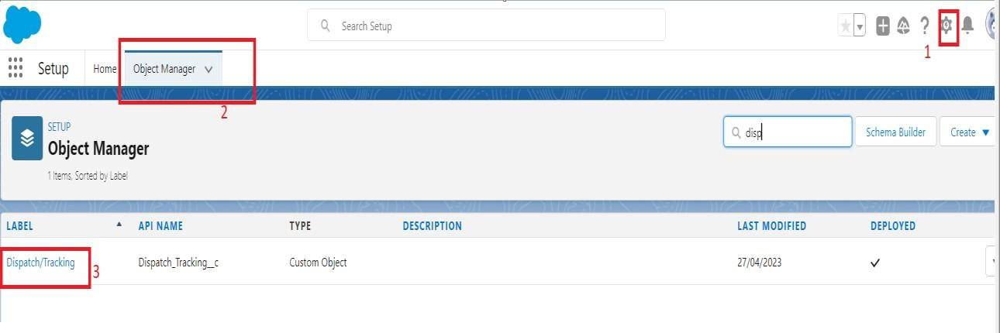 Search Setup
1
Setup
Home
Object Manager
2
SETUP
Object Manager
1 Items, Sorted by Label
disp
Schema Builder
Create
LABEL
API NAME
TYPE
DESCRIPTION
LAST MODIFIED
DEPLOYED
Dispatch/Tracking
3
Dispatch_Tracking__c
Custom Object
27/04/2023